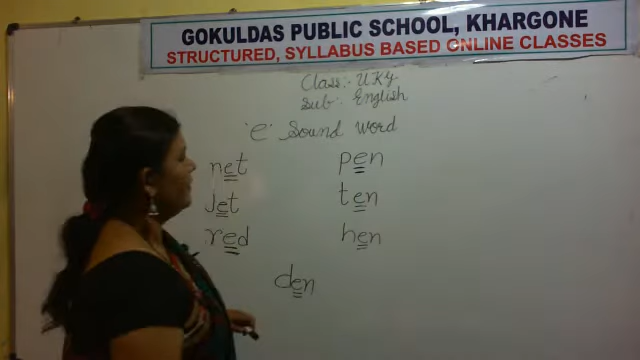 GOKULDAS PUBLIC SCHOOL, KHARGONE
STRUCTURED, SYLLABUS BASED ONLINE CLASSES
Class:- UKG
Sub:- English
'e' Sound word
net pen
Jet ten
red hen
den